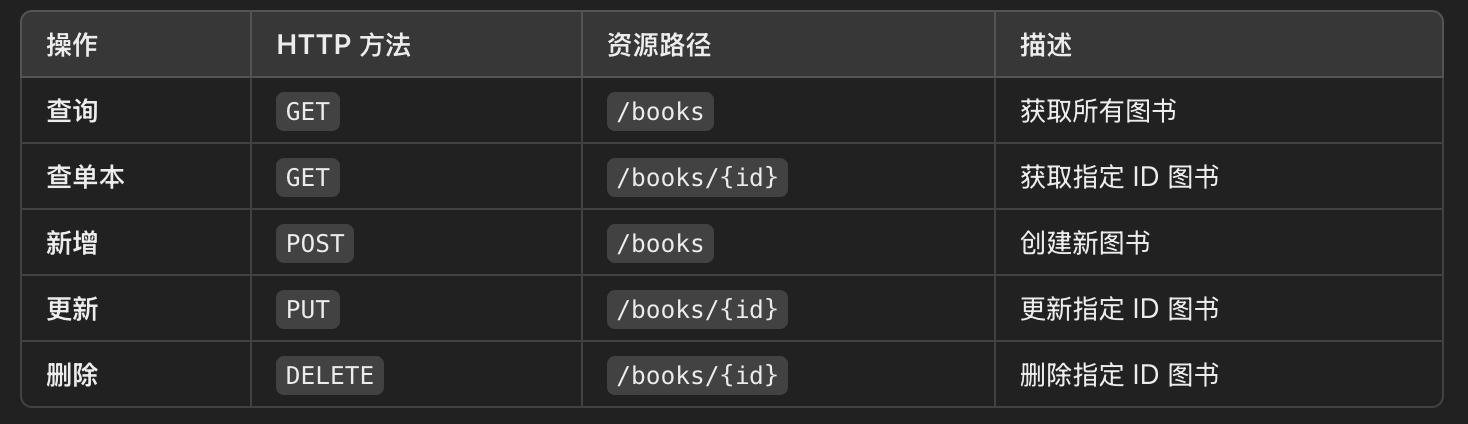 操作 HTTP 方法 资源路径 描述
查询 GET /books 获取所有图书
查单本 GET /books/{id} 获取指定 ID 图书
新增 POST /books 创建新图书
更新 PUT /books/{id} 更新指定 ID 图书
删除 DELETE /books/{id} 删除指定 ID 图书